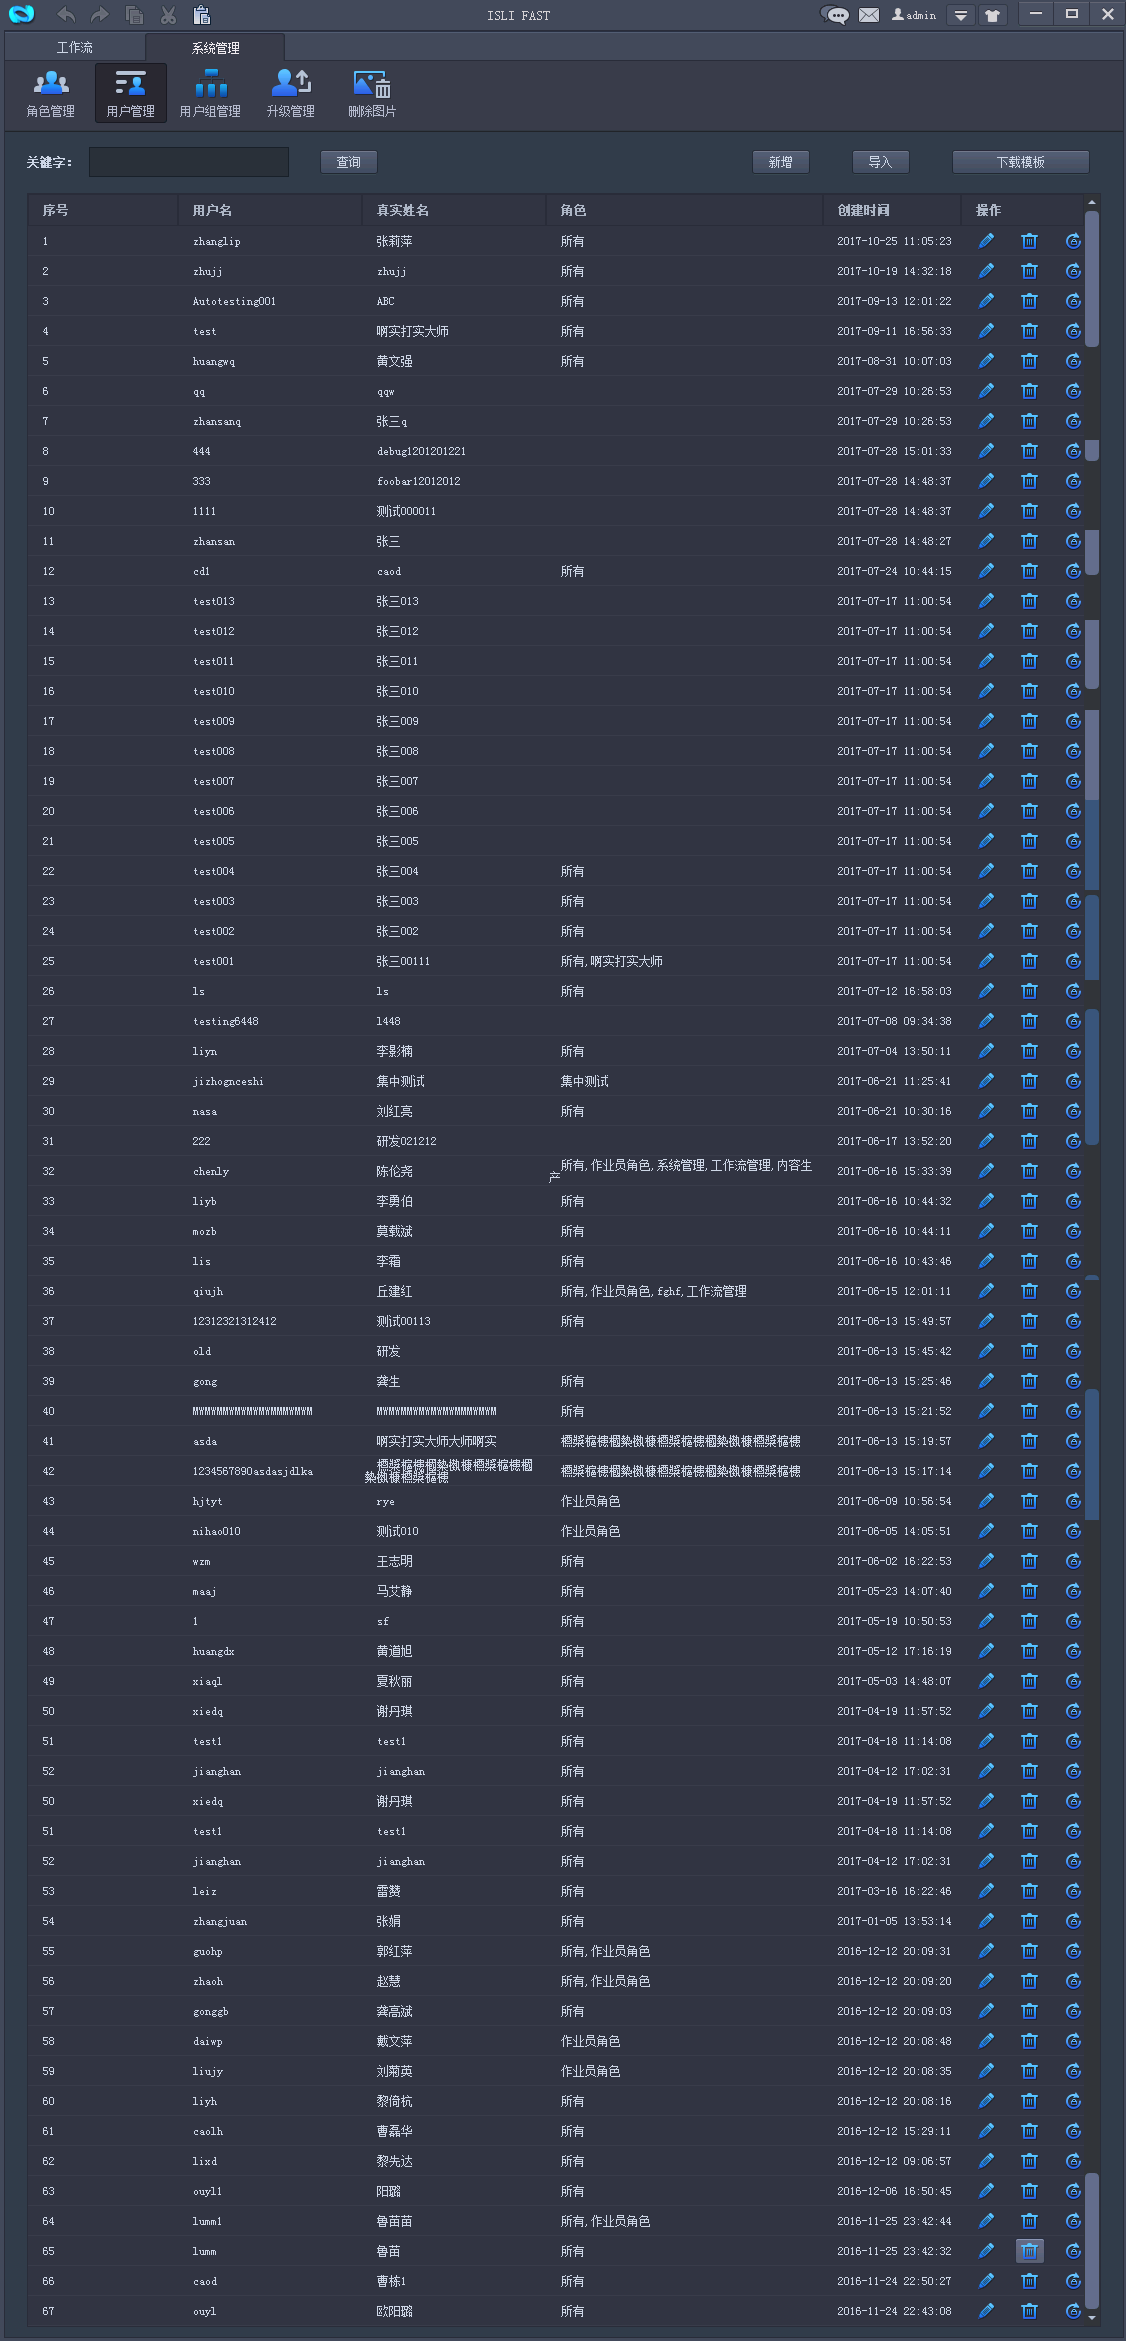 ISLI FAST
admin
工作流 系统管理
角色管理 用户管理 用户组管理 升级管理 删除图片
关键字： 查询 新增 导入 下载模板
序号 用户名 真实姓名 角色 创建时间 操作
1 zhanglip 张莉萍 所有 2017-10-25 11:05:23
2 zhujj zhujj 所有 2017-10-19 14:32:18
3 Autotesting001 ABC 所有 2017-09-13 12:01:22
4 test 啊实打实大师 所有 2017-09-11 16:56:33
5 huangwq 黄文强 所有 2017-08-31 10:07:03
6 qq qqw 2017-07-29 10:26:53
7 zhansanq 张三q 2017-07-29 10:26:53
8 444 debug1201201221 2017-07-28 15:01:33
9 333 foobar12012012 2017-07-28 14:48:37
10 1111 测试000011 2017-07-28 14:48:37
11 zhansan 张三 2017-07-28 14:48:27
12 cd1 caod 所有 2017-07-24 10:44:15
13 test013 张三013 2017-07-17 11:00:54
14 test012 张三012 2017-07-17 11:00:54
15 test011 张三011 2017-07-17 11:00:54
16 test010 张三010 2017-07-17 11:00:54
17 test009 张三009 2017-07-17 11:00:54
18 test008 张三008 2017-07-17 11:00:54
19 test007 张三007 2017-07-17 11:00:54
20 test006 张三006 2017-07-17 11:00:54
21 test005 张三005 2017-07-17 11:00:54
22 test004 张三004 所有 2017-07-17 11:00:54
23 test003 张三003 所有 2017-07-17 11:00:54
24 test002 张三002 所有 2017-07-17 11:00:54
25 test001 张三00111 所有,啊实打实大师 2017-07-17 11:00:54
26 ls ls 所有 2017-07-12 16:58:03
27 testing6448 1448 2017-07-08 09:34:38
28 liyn 李影楠 所有 2017-07-04 13:50:11
29 jizhognceshi 集中测试 集中测试 2017-06-21 11:25:41
30 nasa 刘红亮 所有 2017-06-21 10:30:16
31 222 研发021212 2017-06-17 13:52:20
32 chenly 陈伦尧 所有,作业员角色,系统管理,工作流管理,内容生
产 2017-06-16 15:33:39
33 liyb 李勇伯 所有 2017-06-16 10:44:32
34 mozb 莫载斌 所有 2017-06-16 10:44:11
35 lis 李霜 所有 2017-06-16 10:43:46
36 qiujh 丘建红 所有,作业员角色,fghf,工作流管理 2017-06-15 12:01:11
37 12312321312412 测试00113 所有 2017-06-13 15:49:57
38 old 研发 2017-06-13 15:45:42
39 gong 龚生 所有 2017-06-13 15:25:46
40 所有 2017-06-13 15:21:52
41 asda 啊实打实大师大师啊实 2017-06-13 15:19:57
42 1234567890asdasjdlka 2017-06-13 15:17:14
43 hjtyt rye 作业员角色 2017-06-09 10:56:54
44 nihao010 测试010 作业员角色 2017-06-05 14:05:51
45 wzm 王志明 所有 2017-06-02 16:22:53
46 maaj 马艾静 所有 2017-05-23 14:07:40
47 1 sf 所有 2017-05-19 10:50:53
48 huangdx 黄道旭 所有 2017-05-12 17:16:19
49 xiaql 夏秋丽 所有 2017-05-03 14:48:07
50 xiedq 谢丹琪 所有 2017-04-19 11:57:52
51 test1 test1 所有 2017-04-18 11:14:08
52 jianghan jianghan 所有 2017-04-12 17:02:31
50 xiedq 谢丹琪 所有 2017-04-19 11:57:52
51 test1 test1 所有 2017-04-18 11:14:08
52 jianghan jianghan 所有 2017-04-12 17:02:31
53 leiz 雷赟 所有 2017-03-16 16:22:46
54 zhangjuan 张娟 所有 2017-01-05 13:53:14
55 guohp 郭红萍 所有,作业员角色 2016-12-12 20:09:31
56 zhaoh 赵慧 所有,作业员角色 2016-12-12 20:09:20
57 gonggb 龚高斌 所有 2016-12-12 20:09:03
58 daiwp 戴文萍 作业员角色 2016-12-12 20:08:48
59 liujy 刘菊英 作业员角色 2016-12-12 20:08:35
60 liyh 黎倚杭 所有 2016-12-12 20:08:16
61 caolh 曹磊华 所有 2016-12-12 15:29:11
62 lixd 黎先达 所有 2016-12-12 09:06:57
63 ouyl1 阳璐 所有 2016-12-06 16:50:45
64 lumm1 鲁苗苗 所有,作业员角色 2016-11-25 23:42:44
65 lumm 鲁苗 所有 2016-11-25 23:42:32
66 caod 曹栋1 所有 2016-11-24 22:50:27
67 ouyl 欧阳璐 所有 2016-11-24 22:43:08